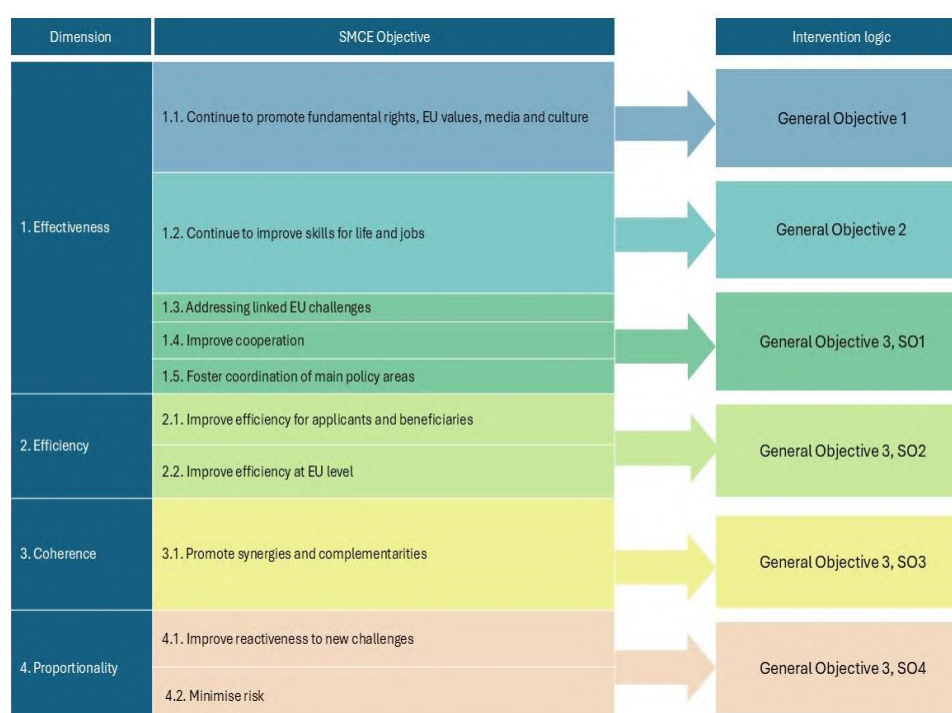 Dimension
SMCE Objective
Intervention logic
1. Effectiveness
1.1. Continue to promote fundamental rights, EU values, media and culture
General Objective 1
1.2. Continue to improve skills for life and jobs
General Objective 2
1.3. Addressing linked EU challenges
1.4. Improve cooperation
1.5. Foster coordination of main policy areas
General Objective 3, SO1
2. Efficiency
2.1. Improve efficiency for applicants and beneficiaries
2.2. Improve efficiency at EU level
General Objective 3, SO2
3. Coherence
3.1. Promote synergies and complementarities
General Objective 3, SO3
4. Proportionality
4.1. Improve reactiveness to new challenges
4.2. Minimise risk
General Objective 3, SO4